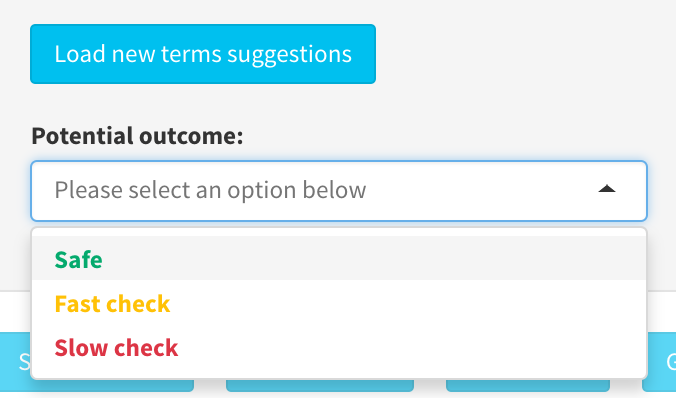 Load new terms suggestions
Potential outcome:
Please select an option below
Safe
Fast check
Slow check